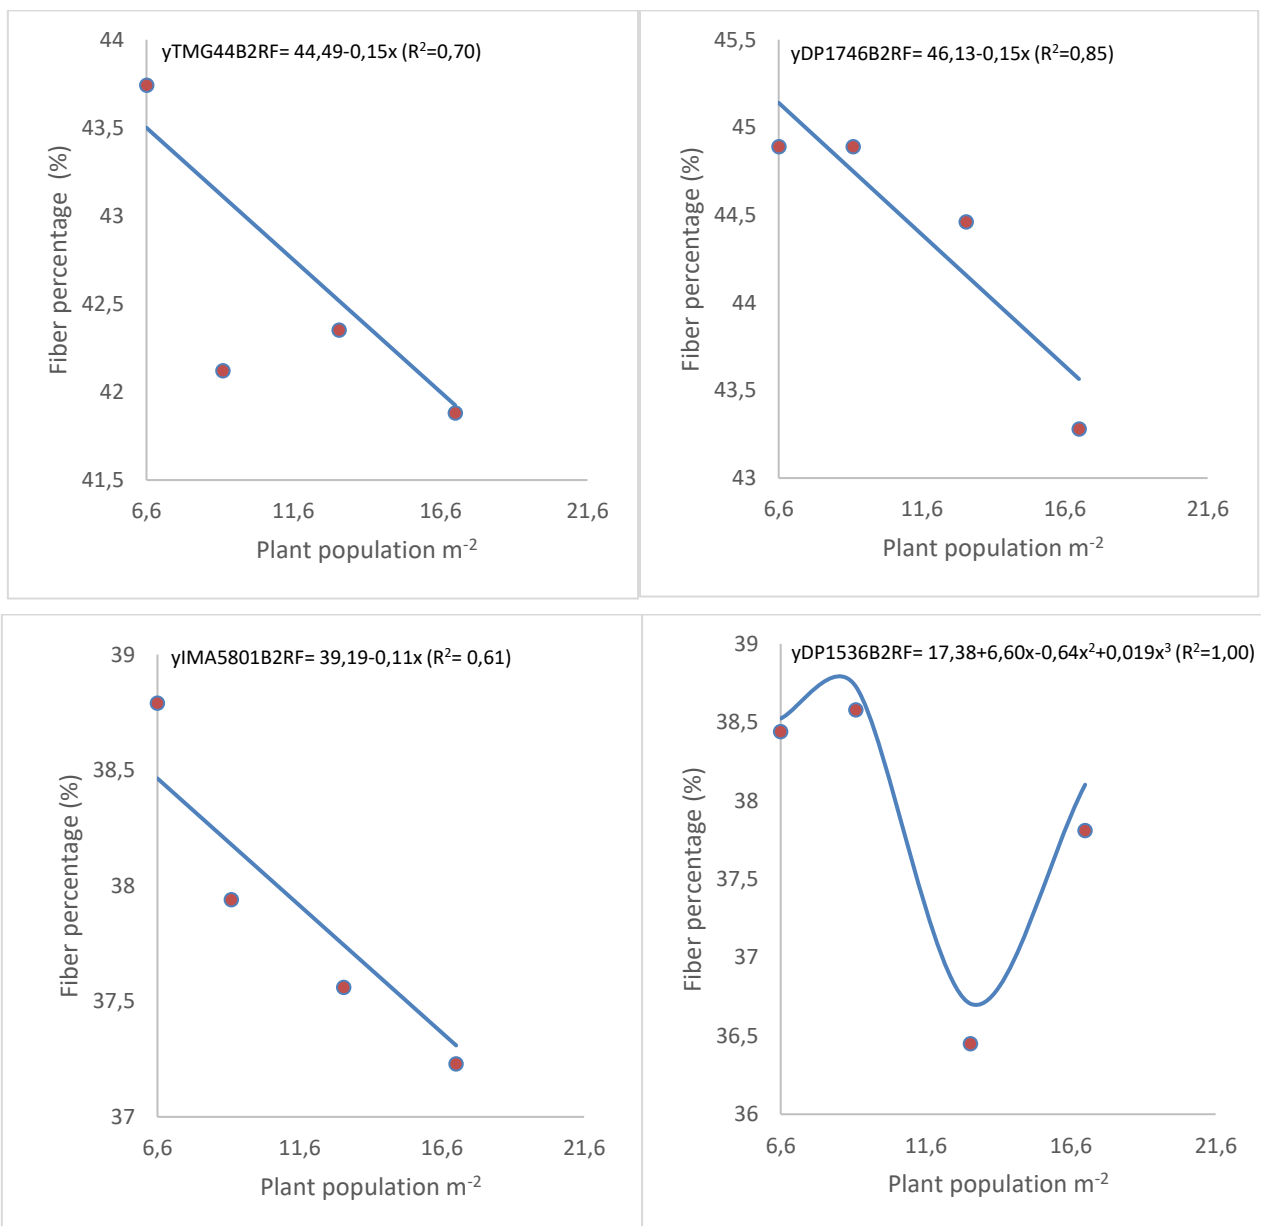 yTMG44B2RF= 44,49-0,15x (R²=0,70)
44
43,5
43
42,5
42
41,5
Fiber percentage (%)
6,6 11,6 16,6 21,6
Plant population m⁻²
yDP1746B2RF= 46,13-0,15x (R²=0,85)
45,5
45
44,5
44
43,5
43
Fiber percentage (%)
6,6 11,6 16,6 21,6
Plant population m⁻²
yIMA5801B2RF= 39,19-0,11x (R²= 0,61)
39
38,5
38
37,5
37
Fiber percentage (%)
6,6 11,6 16,6 21,6
Plant population m⁻²
yDP1536B2RF= 17,38+6,60x-0,64x²+0,019x³ (R²=1,00)
39
38,5
38
37,5
37
36,5
36
Fiber percentage (%)
6,6 11,6 16,6 21,6
Plant population m⁻²